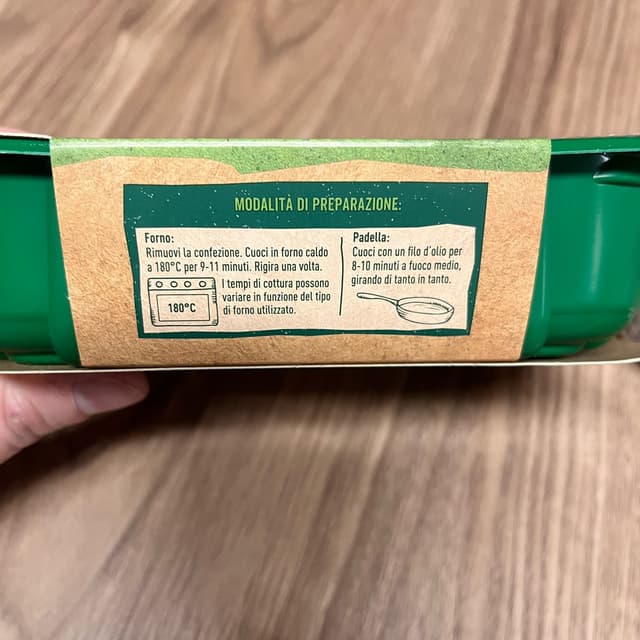 MODALITÀ DI PREPARAZIONE:
Forno:
Rimuovi la confezione. Cuoci in forno caldo
a 180°C per 9-11 minuti. Rigira una volta.
180°C
I tempi di cottura possono
variare in funzione del tipo
di forno utilizzato.
Padella:
Cuoci con un filo d'olio per
8-10 minuti a fuoco medio,
girando di tanto in tanto.